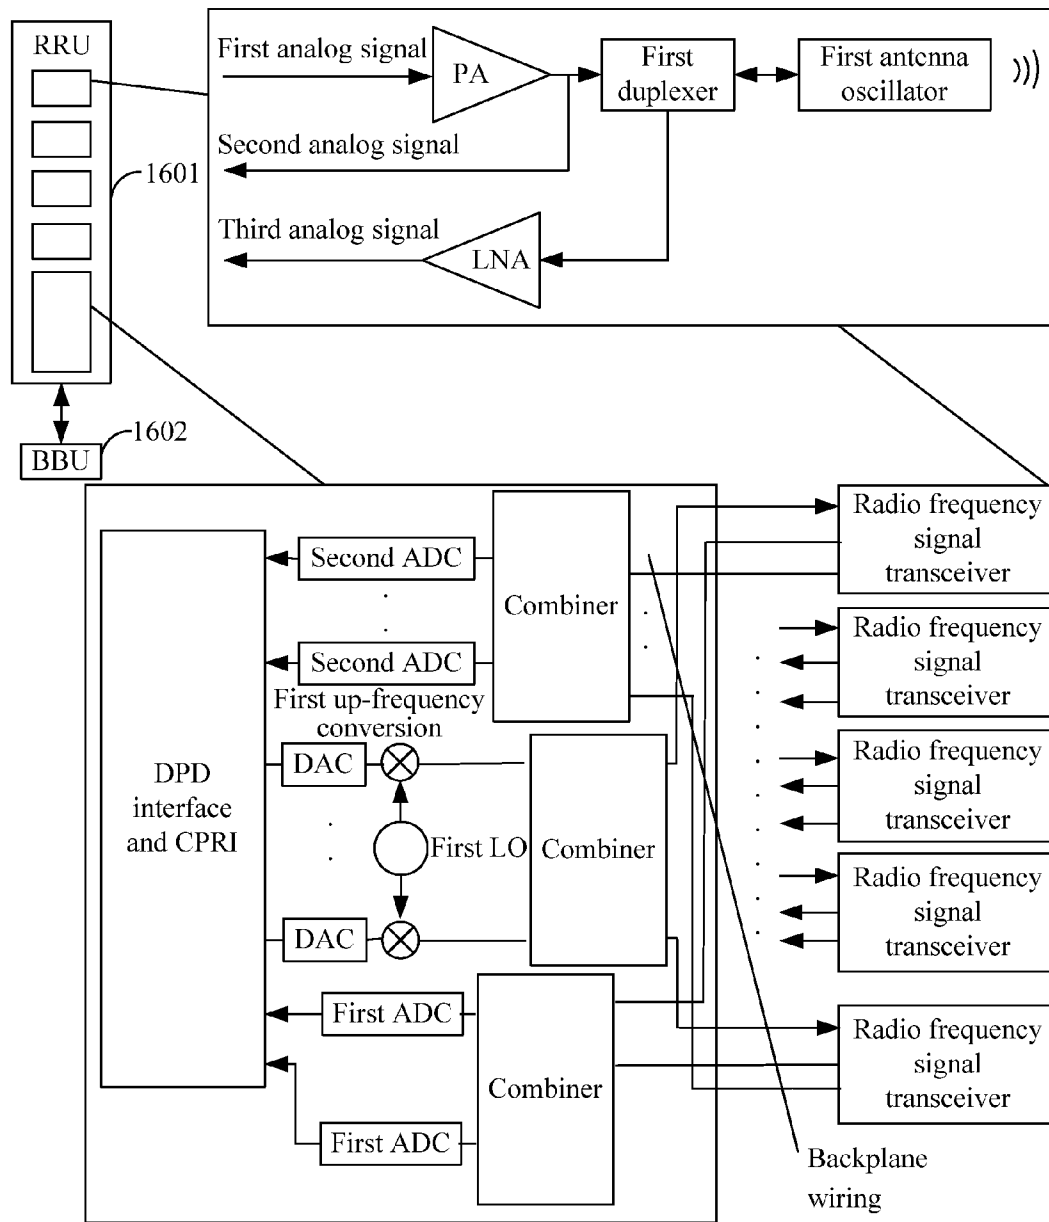 RRU
First analog signal
PA
First
duplexer
First antenna
oscillator
Second analog signal
1601
Third analog signal
LNA
1602
BBU
Radio frequency
signal
transceiver
Second ADC
Combiner
Radio frequency
signal
transceiver
Second ADC
First up-frequency
conversion
DAC
DPD
interface
and CPRI
Radio frequency
signal
transceiver
First LO
Combiner
Radio frequency
signal
transceiver
DAC
First ADC
Radio frequency
signal
transceiver
Combiner
First ADC
Backplane
wiring